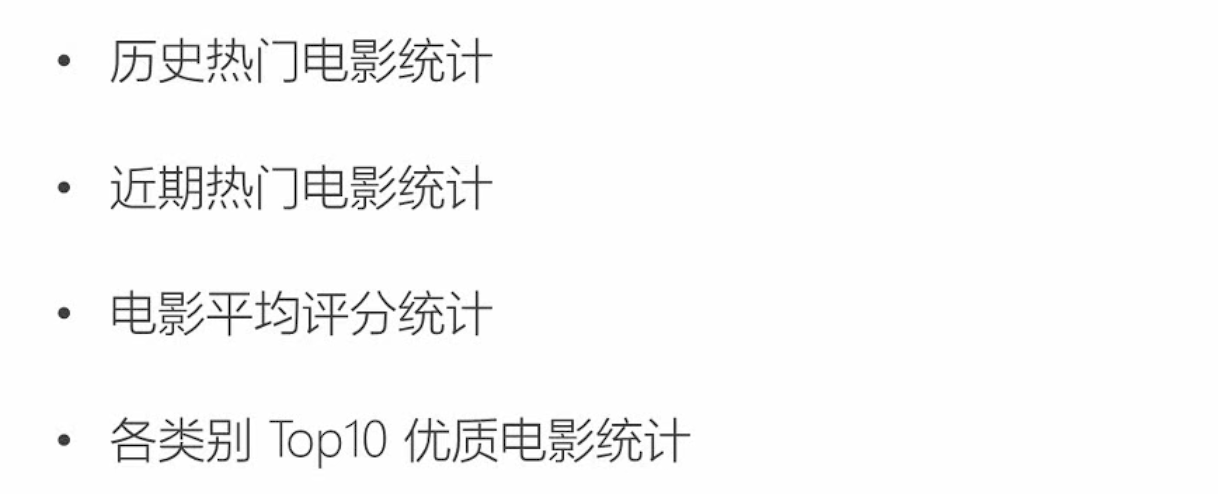 • 历史热门电影统计
• 近期热门电影统计
• 电影平均评分统计
• 各类别 Top10 优质电影统计